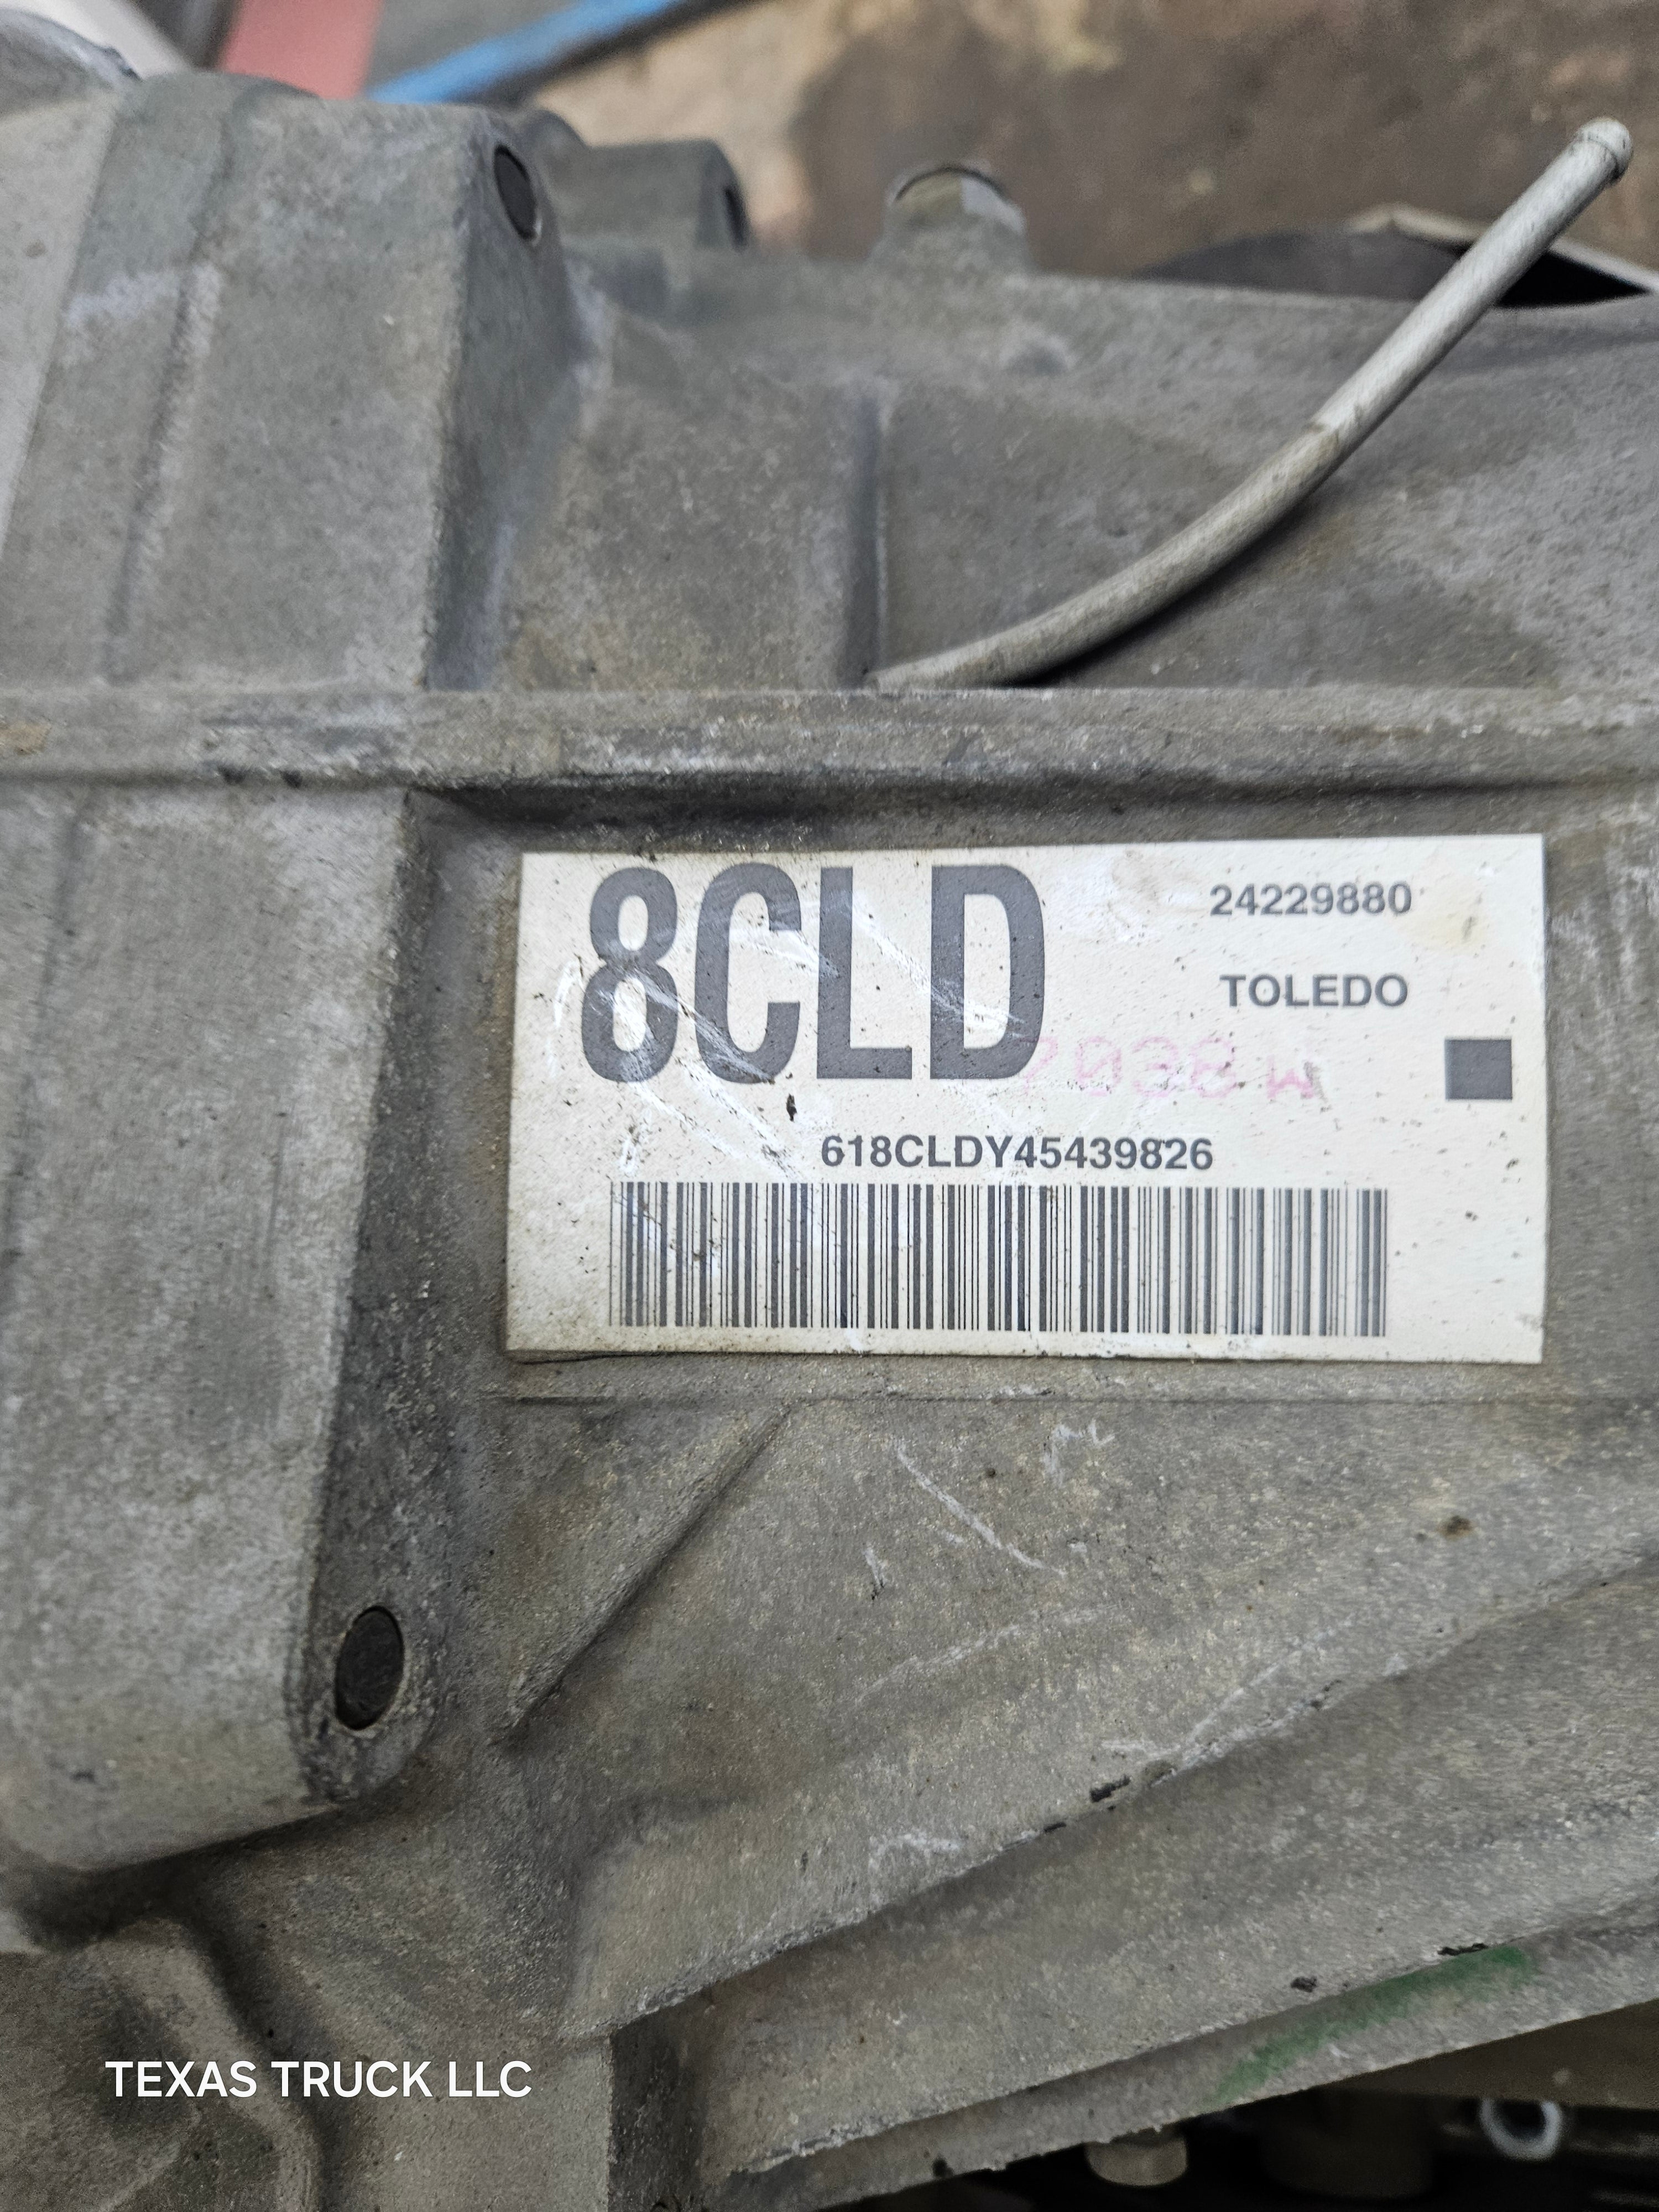 8CLD
24229880
TOLEDO
618CLDY45439826
TEXAS TRUCK LLC